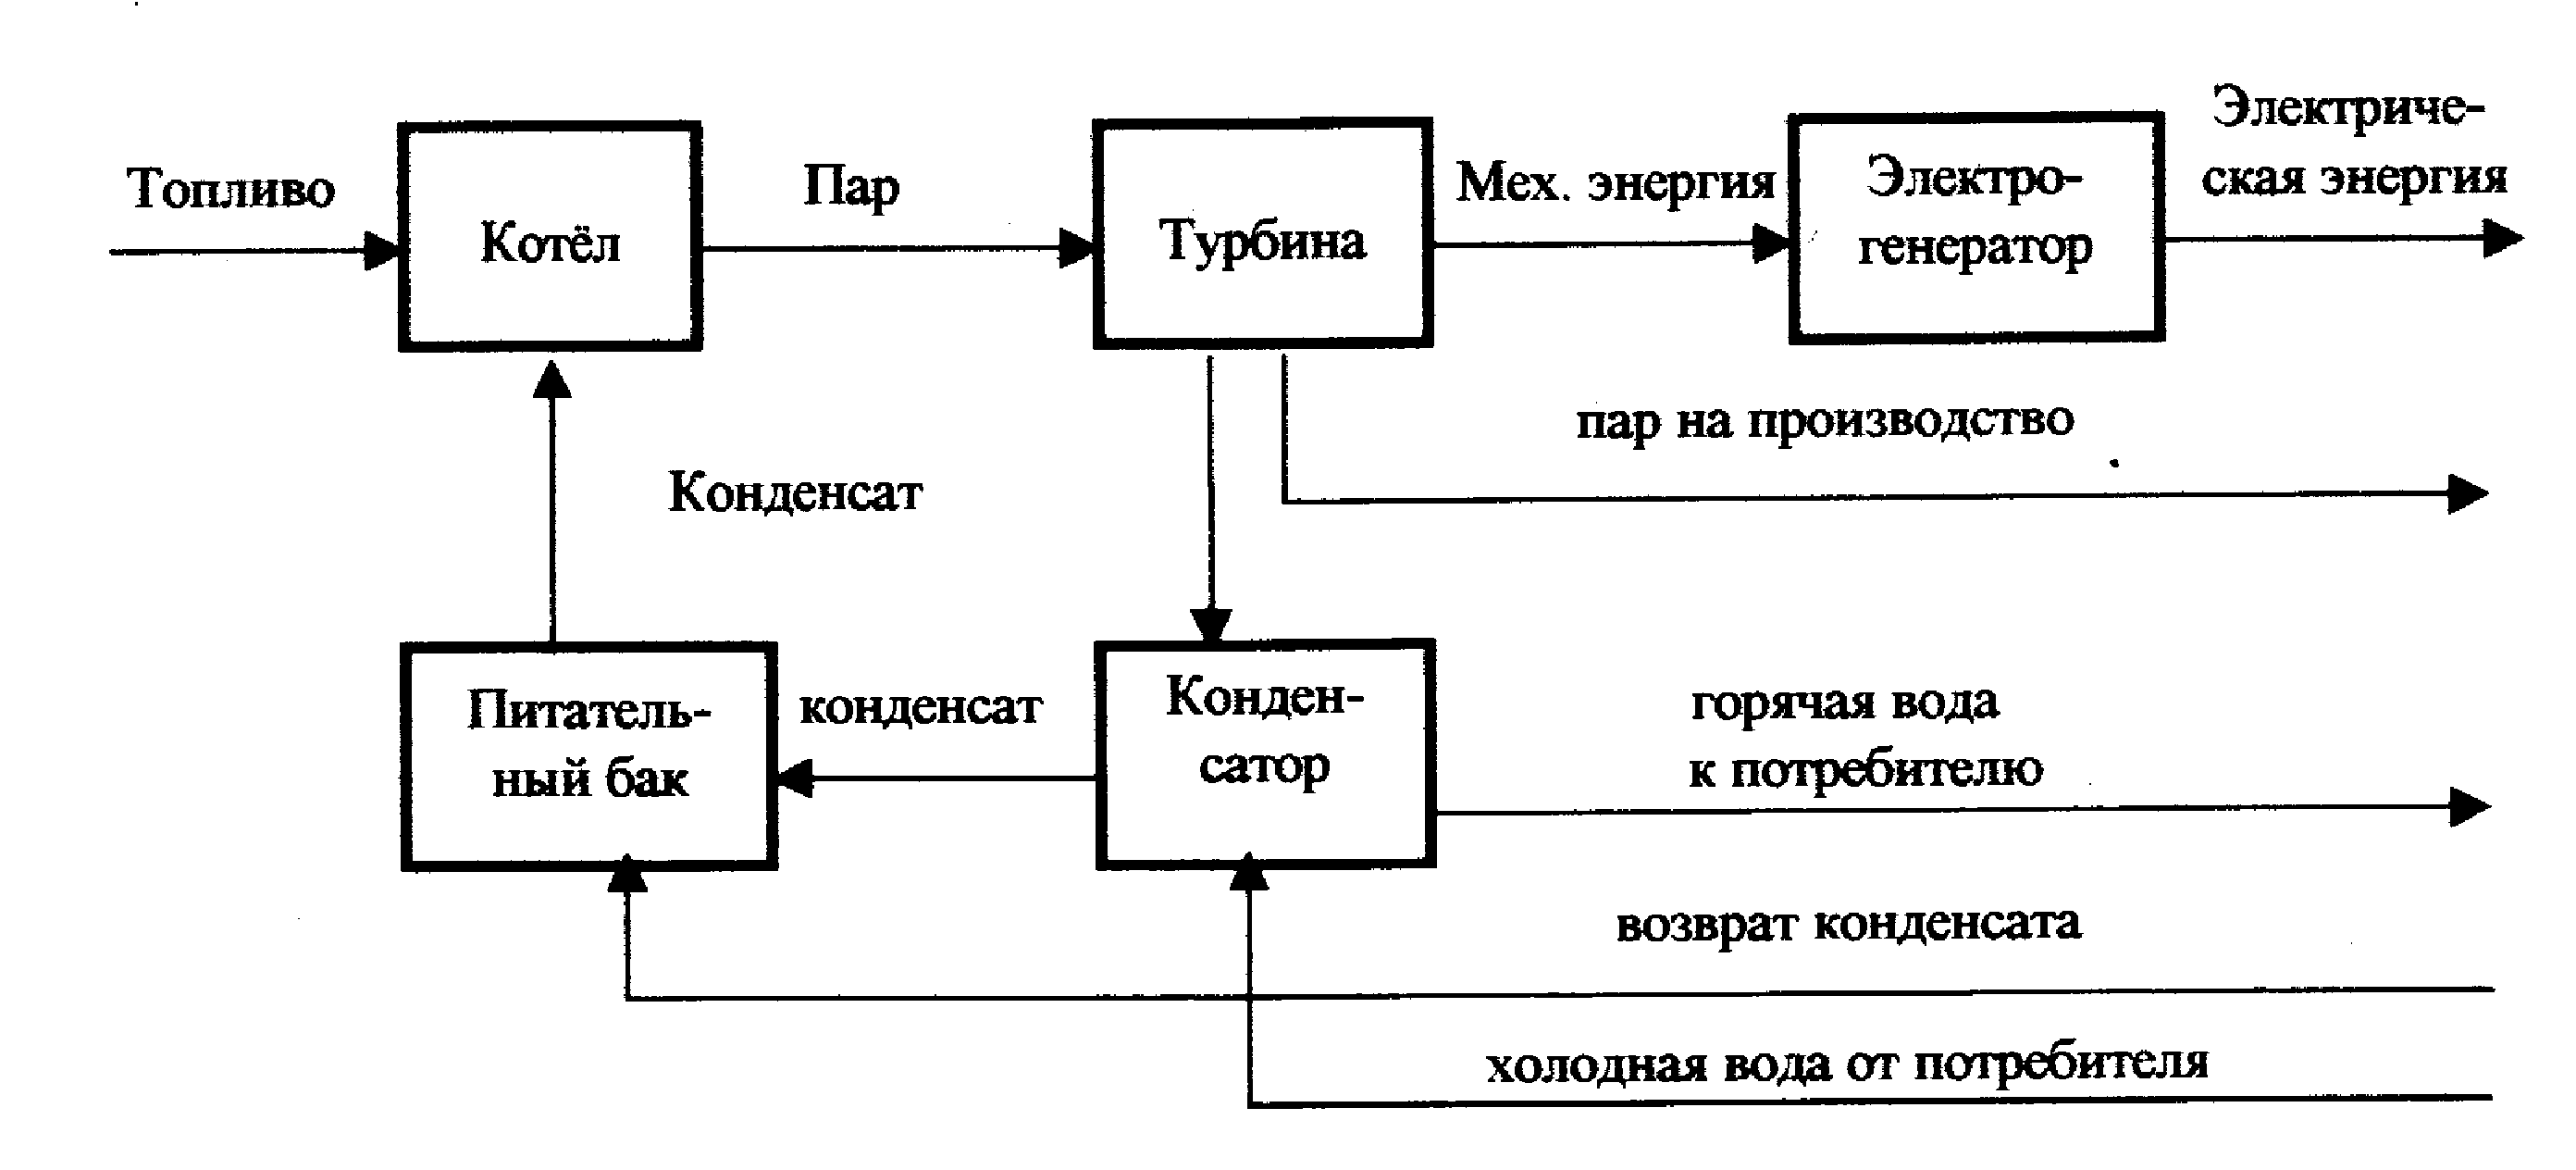 Топливо
Котёл
Пар
Турбина
Мех. энергия
Электро-
генератор
Электриче-
ская энергия
пар на производство
Конденсат
Питатель-
ный бак
конденсат
Конден-
сатор
горячая вода
к потребителю
возврат конденсата
холодная вода от потребителя